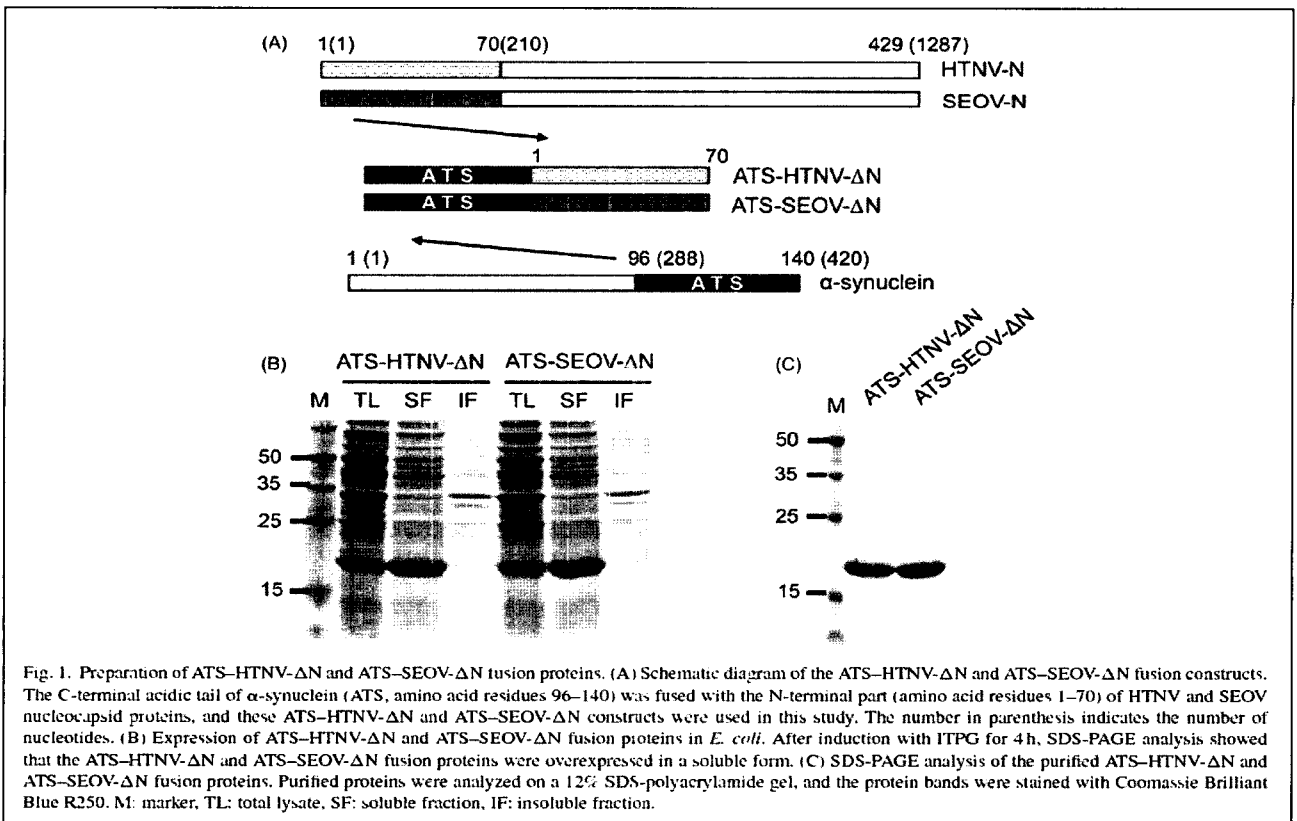 (A) 1(1) 70(210) 429 (1287)
HTNV-N
SEOV-N
1 70
ATS ATS-HTNV-ΔN
ATS ATS-SEOV-ΔN
1 (1) 96 (288) 140 (420)
ATS α-synuclein
(B) ATS-HTNV-ΔN ATS-SEOV-ΔN
M TL SF IF TL SF IF
50
35
25
15
(C) ATS-HTNV-ΔN
ATS-SEOV-ΔN
M
50
35
25
15
Fig. 1. Preparation of ATS–HTNV-ΔN and ATS–SEOV-ΔN fusion proteins. (A) Schematic diagram of the ATS–HTNV-ΔN and ATS–SEOV-ΔN fusion constructs.
The C-terminal acidic tail of α-synuclein (ATS, amino acid residues 96–140) was fused with the N-terminal part (amino acid residues 1–70) of HTNV and SEOV
nucleocapsid proteins, and these ATS–HTNV-ΔN and ATS–SEOV-ΔN constructs were used in this study. The number in parenthesis indicates the number of
nucleotides. (B) Expression of ATS–HTNV-ΔN and ATS–SEOV-ΔN fusion proteins in E. coli. After induction with ITPG for 4 h, SDS-PAGE analysis showed
that the ATS–HTNV-ΔN and ATS–SEOV-ΔN fusion proteins were overexpressed in a soluble form. (C) SDS-PAGE analysis of the purified ATS–HTNV-ΔN and
ATS–SEOV-ΔN fusion proteins. Purified proteins were analyzed on a 12% SDS-polyacrylamide gel, and the protein bands were stained with Coomassie Brilliant
Blue R250. M: marker, TL: total lysate, SF: soluble fraction, IF: insoluble fraction.